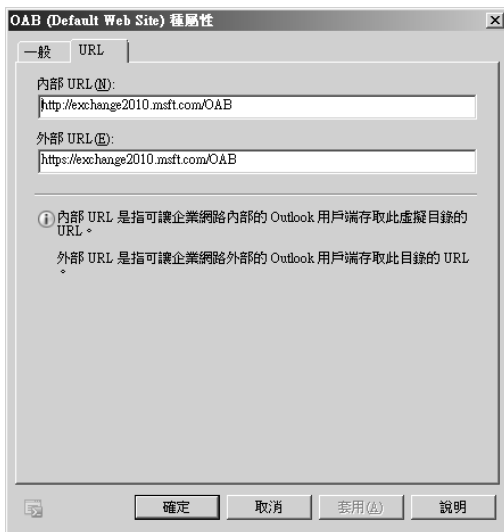 OAB (Default Web Site) 種屬性
一般
URL
內部 URL(N):
http://exchange2010.msft.com/OAB
外部 URL(E):
https://exchange2010.msft.com/OAB
內部 URL 是指可讓企業網路內部的 Outlook 用戶端存取此虛擬目錄的
URL。
外部 URL 是指可讓企業網路外部的 Outlook 用戶端存取此目錄的 URL
。
確定
取消
套用(A)
說明